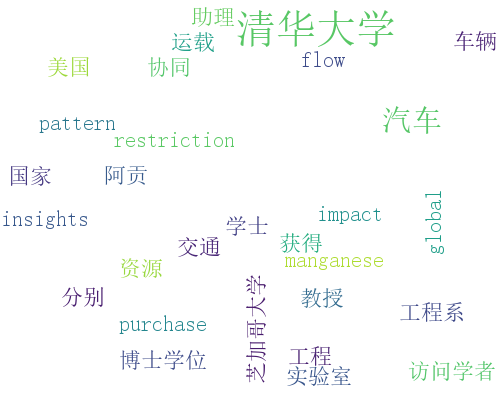 助理
清华大学
运载
车辆
美国
协同
flow
汽车
pattern
restriction
国家
阿贡
global
insights
学士
impact
交通
获得
资源
manganese
分别
芝加哥大学
教授
工程系
purchase
博士学位
工程
实验室
访问学者